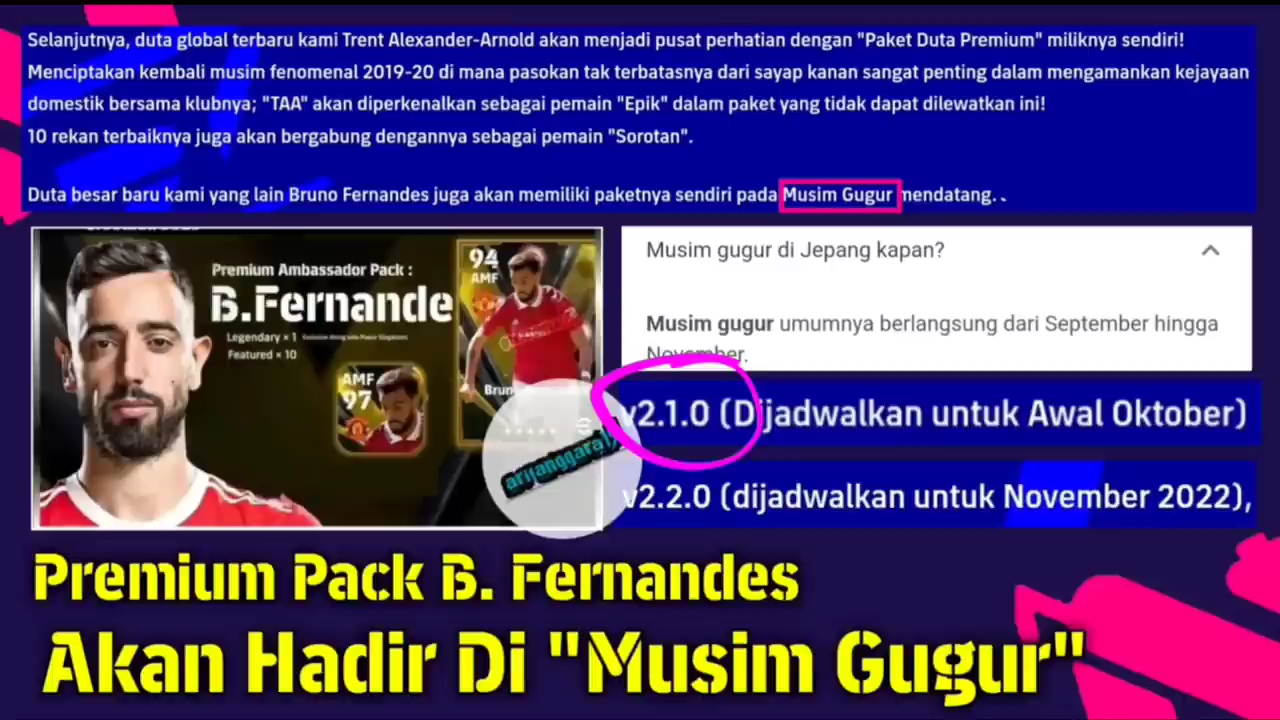 Selanjutnya, duta global terbaru kami Trent Alexander-Arnold akan menjadi pusat perhatian dengan "Paket Duta Premium" miliknya sendiri!
Menciptakan kembali musim fenomenal 2019-20 di mana pasokan tak terbatasnya dari sayap kanan sangat penting dalam mengamankan kejayaan
domestik bersama klubnya; "TAA" akan diperkenalkan sebagai pemain "Epik" dalam paket yang tidak dapat dilewatkan ini!
10 rekan terbaiknya juga akan bergabung dengannya sebagai pemain "Sorotan".
Duta besar baru kami yang lain Bruno Fernandes juga akan memiliki paketnya sendiri pada Musim Gugur mendatang. .
Premium Ambassador Pack :
B.Fernande
Legendary × 1
Featured × 10
94
AMF
Brun
AMF
97
arijanggara17
Musim gugur di Jepang kapan?
Musim gugur umumnya berlangsung dari September hingga
November.
v2.1.0 (Dijadwalkan untuk Awal Oktober)
v2.2.0 (dijadwalkan untuk November 2022),
Premium Pack B. Fernandes
Akan Hadir Di "Musim Gugur"